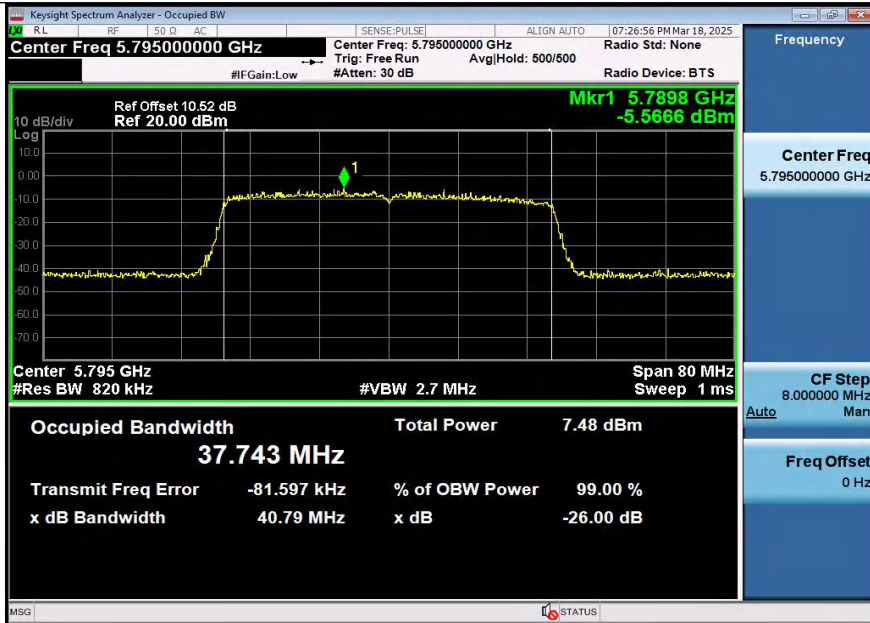 Keysight Spectrum Analyzer - Occupied BW
LXI RL RF 50 Ω AC SENSE:PULSE ALIGN AUTO 07:26:56 PM Mar 18, 2025
Center Freq 5.795000000 GHz
Center Freq: 5.795000000 GHz Radio Std: None
Trig: Free Run Avg|Hold: 500/500
#IFGain:Low #Atten: 30 dB Radio Device: BTS
Frequency
Ref Offset 10.52 dB
10 dB/div Ref 20.00 dBm
Mkr1 5.7898 GHz
-5.5666 dBm
Log
10.0
0.00
-10.0
-20.0
-30.0
-40.0
-50.0
-60.0
-70.0
1
Center 5.795 GHz Span 80 MHz
#Res BW 820 kHz #VBW 2.7 MHz Sweep 1 ms
Occupied Bandwidth Total Power 7.48 dBm
37.743 MHz
Transmit Freq Error -81.597 kHz % of OBW Power 99.00 %
x dB Bandwidth 40.79 MHz x dB -26.00 dB
Center Freq
5.795000000 GHz
CF Step
8.000000 MHz
Auto Man
Freq Offset
0 Hz
MSG STATUS